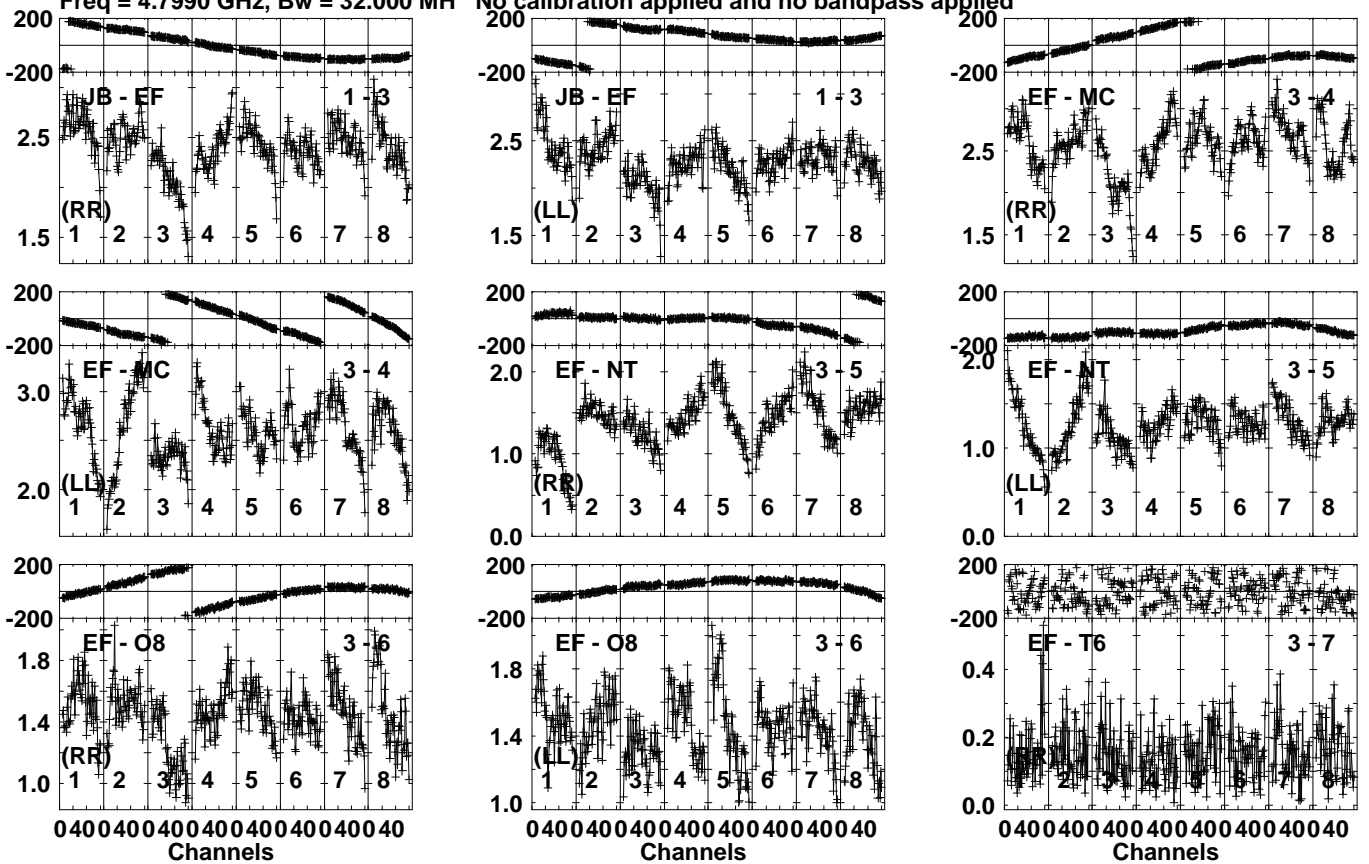 Freq = 4.7990 GHz, Bw = 32.000 MH No calibration applied and no bandpass applied
200
-200
JB - EF 1 - 3
2.5
1.5
(RR)
1 2 3 4 5 6 7 8
JB - EF 1 - 3
2.5
1.5
(LL)
1 2 3 4 5 6 7 8
200
-200
EF - MC 3 - 4
2.5
1.5
(RR)
1 2 3 4 5 6 7 8
200
-200
200
-200
EF - MC 3 - 4
3.0
2.0
(LL)
1 2 3 4 5 6 7 8
200
-200
EF - NT 3 - 5
2.0
1.0
0.0
(RR)
1 2 3 4 5 6 7 8
200
-200
EF - NT 3 - 5
2.0
1.0
0.0
(LL)
1 2 3 4 5 6 7 8
200
-200
EF - O8 3 - 6
1.8
1.4
1.0
(RR)
1 2 3 4 5 6 7 8
0 40 0 40 0 40 0 40 0 40 0 40 0 40 0 40
Channels
200
-200
EF - O8 3 - 6
1.8
1.4
1.0
(LL)
1 2 3 4 5 6 7 8
0 40 0 40 0 40 0 40 0 40 0 40 0 40 0 40
Channels
200
-200
EF - T6 3 - 7
0.4
0.2
0.0
(RR)
1 2 3 4 5 6 7 8
0 40 0 40 0 40 0 40 0 40 0 40 0 40 0 40
Channels